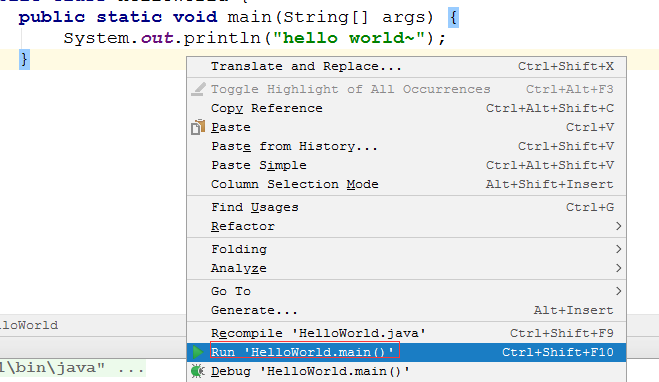 public static void main(String[] args) {
System.out.println("hello world~");
}
Translate and Replace... Ctrl+Shift+X
Toggle Highlight of All Occurrences Ctrl+Alt+F3
Copy Reference Ctrl+Alt+Shift+C
Paste Ctrl+V
Paste from History... Ctrl+Shift+V
Paste Simple Ctrl+Alt+Shift+V
Column Selection Mode Alt+Shift+Insert
Find Usages Ctrl+G
Refactor
Folding
Analyze
Go To
Generate... Alt+Insert
lloWorld
Recompile 'HelloWorld.java' Ctrl+Shift+F9
Run 'HelloWorld.main()' Ctrl+Shift+F10
l\bin\java" ...
Debug 'HelloWorld.main()'